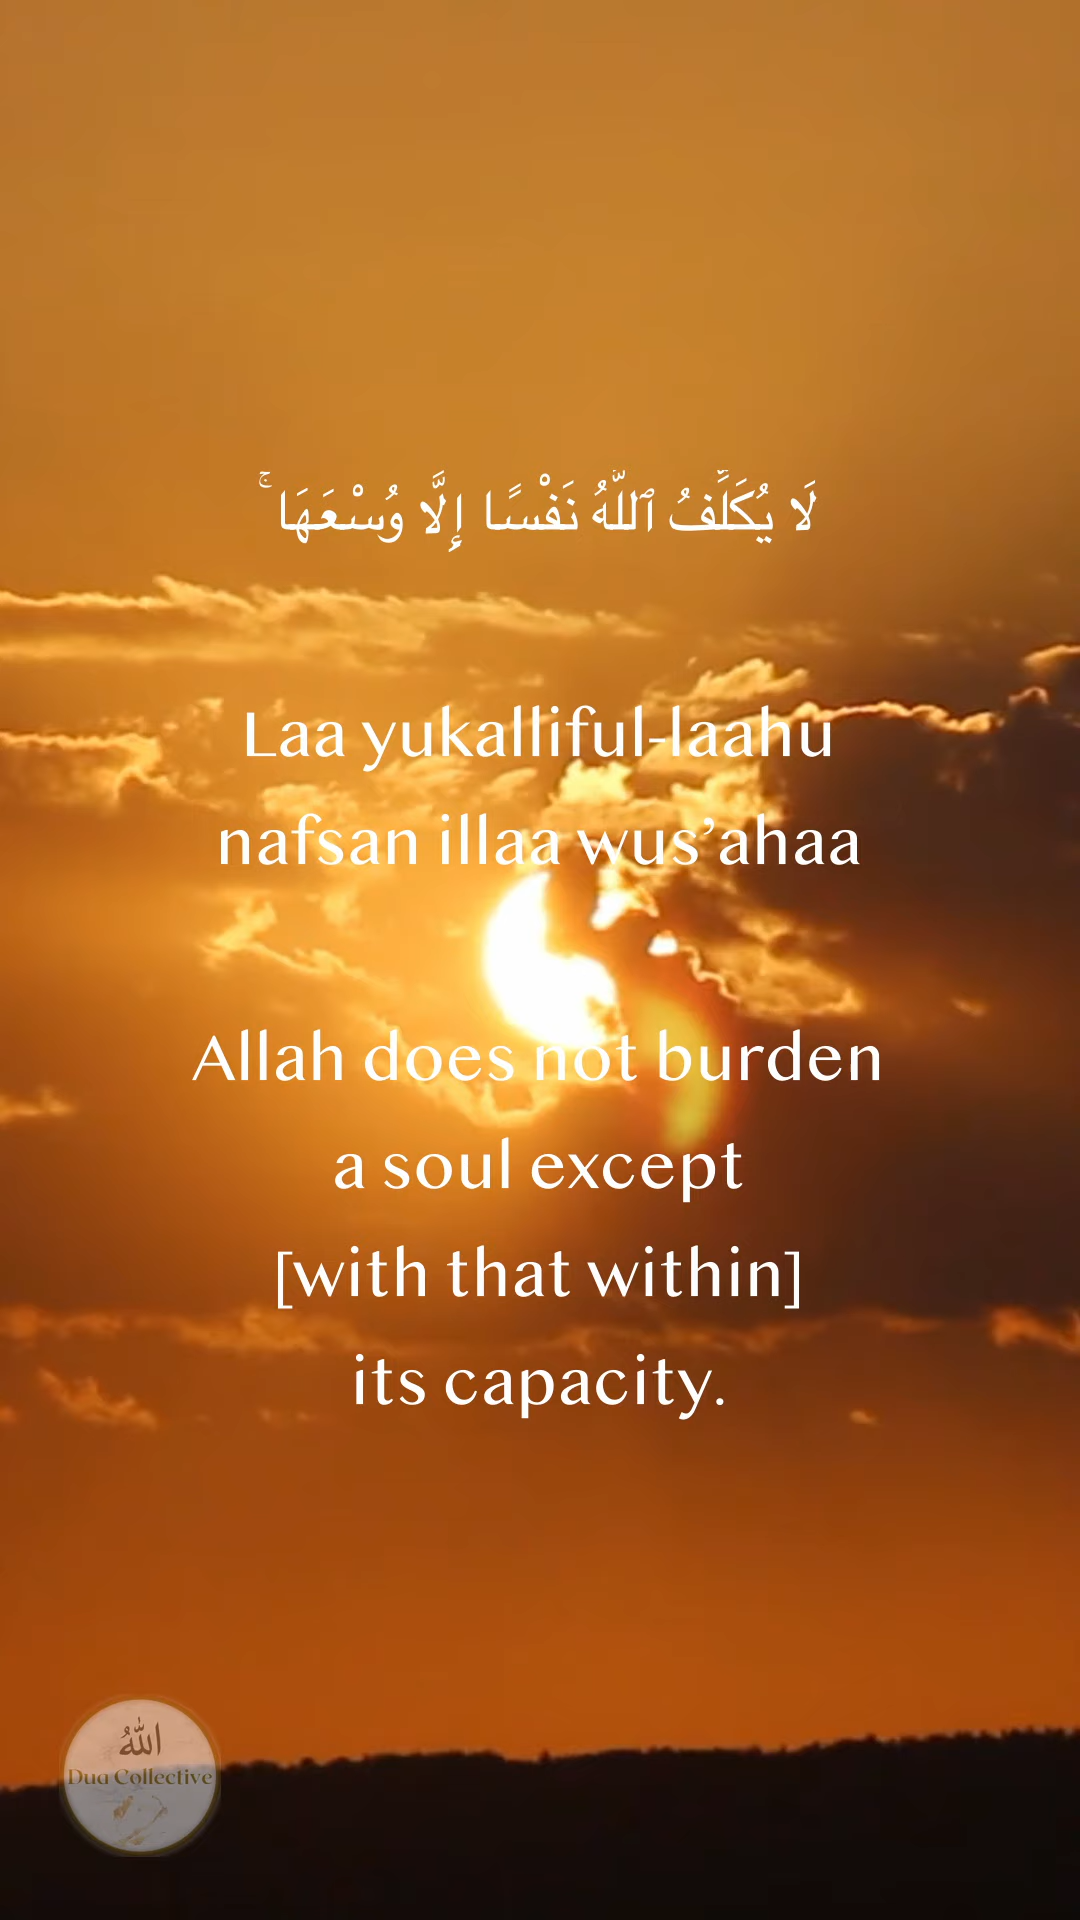 لَا يُكَلِّفُ ٱللَّهُ نَفْسًا إِلَّا وُسْعَهَا ۚ
Laa yukalliful-laahu
nafsan illaa wus’ahaa
Allah does not burden
a soul except
[with that within]
its capacity.
اللّٰهُ
Dua Collective